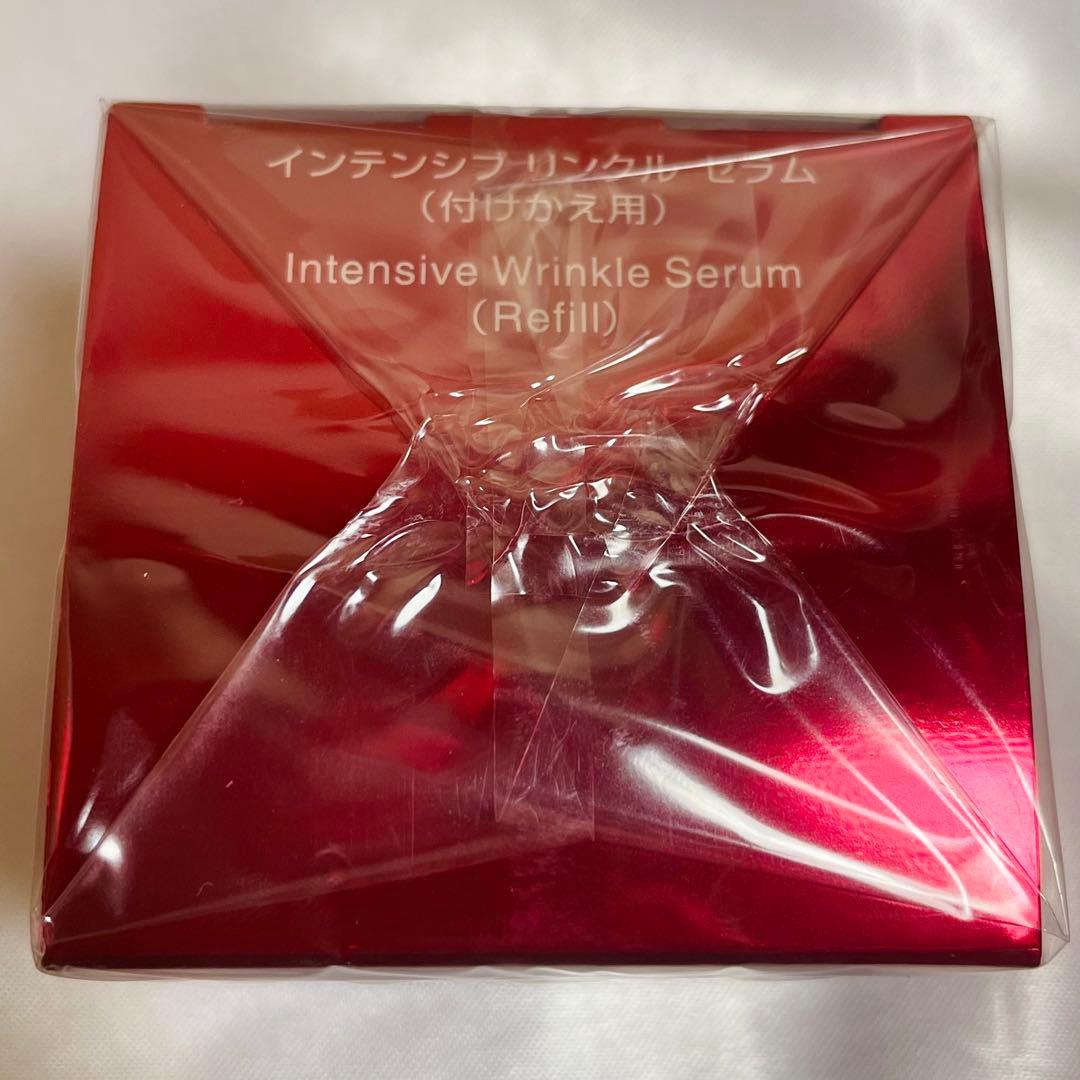 インテンシブ リンクル セラム
（付けかえ用）
Intensive Wrinkle Serum
（Refill）